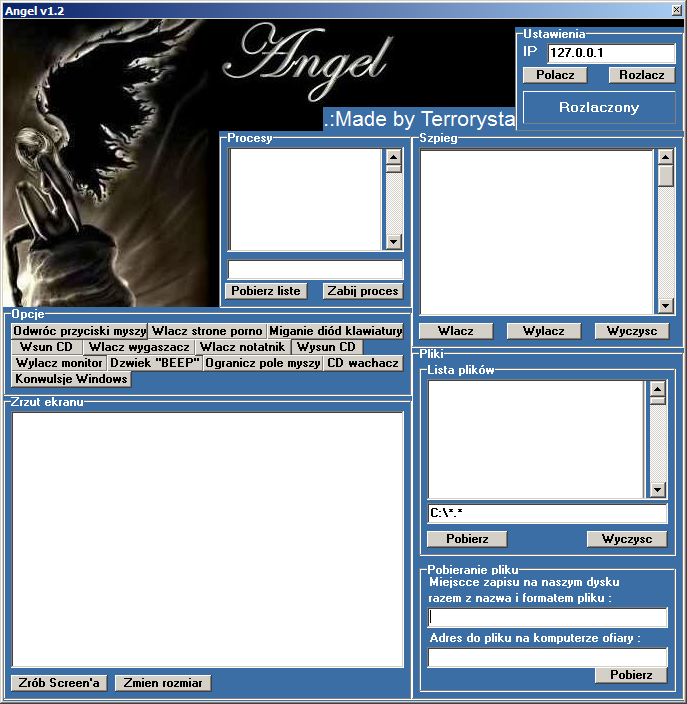 Angel v1.2
Angel
.:Made by Terrorysta
Ustawienia
IP 127.0.0.1
Polacz Rozlacz
Rozlaczony
Procesy
Pobierz liste Zabij proces
Szpieg
Wlacz Wylacz Wyczysc
Opcje
Odwróc przyciski myszy Wlacz strone porno Miganie diód klawiatury
Wsun CD Wlacz wygaszacz Wlacz notatnik Wysun CD
Wylacz monitor Dzwiek "BEEP" Ogranicz pole myszy CD wachacz
Konwulsje Windows
Zrzut ekranu
Zrób Screen'a Zmien rozmiar
Pliki
Lista plików
C:\*.*
Pobierz Wyczysc
Pobieranie pliku
Miejscce zapisu na naszym dysku
razem z nazwa i formatem pliku :
Adres do pliku na komputerze ofiary :
Pobierz